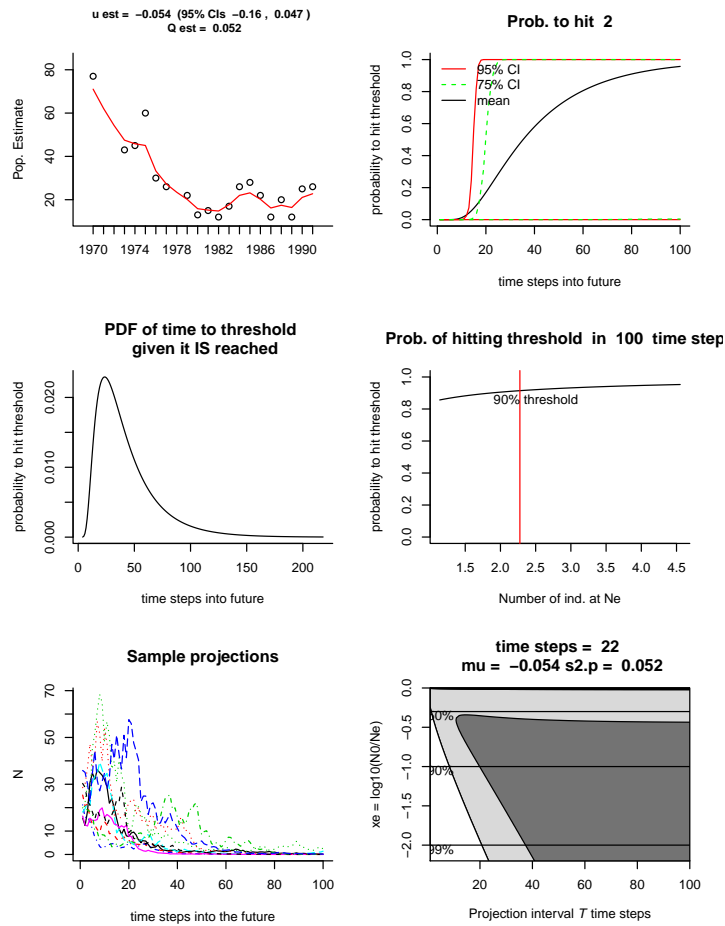 u est = −0.054 (95% CIs −0.16 , 0.047 )
Q est = 0.052
Pop. Estimate
20
40
60
80
1970
1974
1978
1982
1986
1990
Prob. to hit 2
95% CI
75% CI
mean
probability to hit threshold
0.0
0.2
0.4
0.6
0.8
1.0
0
20
40
60
80
100
time steps into future
PDF of time to threshold
given it IS reached
probability to hit threshold
0.000
0.010
0.020
0
50
100
150
200
time steps into future
Prob. of hitting threshold in 100 time step
90% threshold
probability to hit threshold
0.0
0.2
0.4
0.6
0.8
1.0
1.5
2.0
2.5
3.0
3.5
4.0
4.5
Number of ind. at Ne
Sample projections
N
0
10
30
50
70
0
20
40
60
80
100
time steps into the future
time steps = 22
mu = −0.054 s2.p = 0.052
xe = log10(N0/Ne)
0.0
−0.5
−1.0
−1.5
−2.0
0%
90%
99%
20
40
60
80
100
Projection interval T time steps